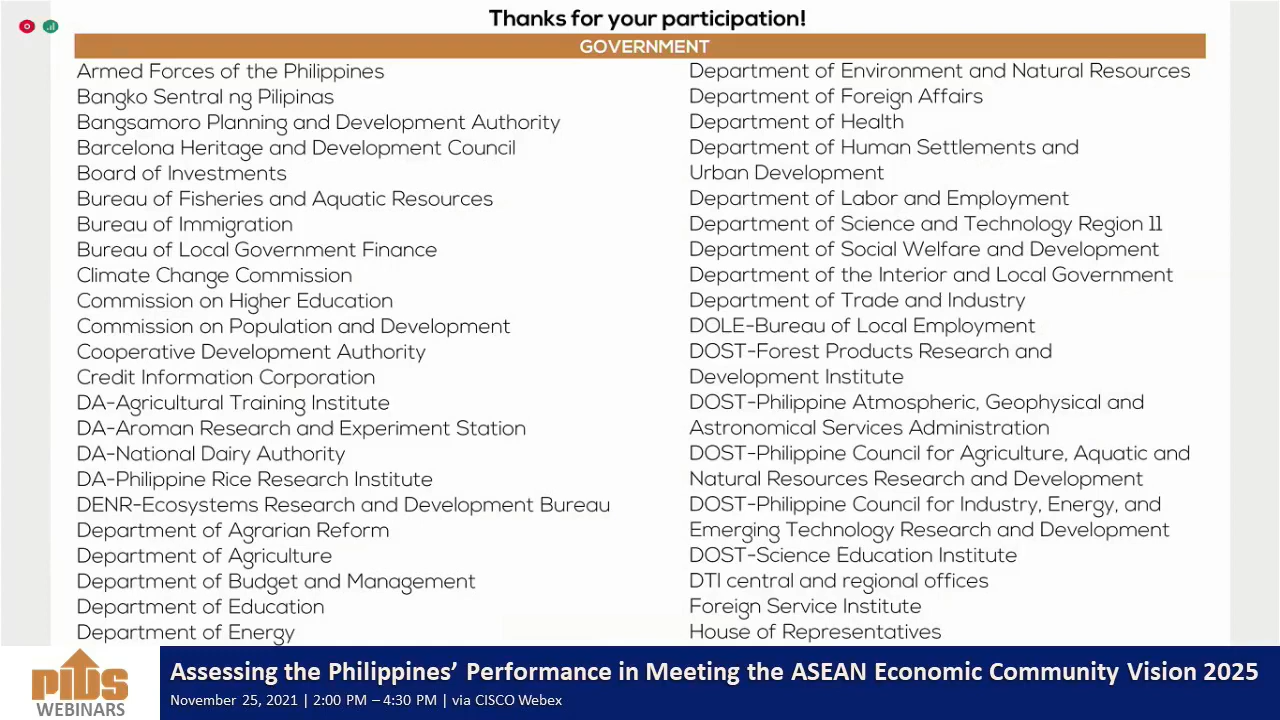 Thanks for your participation!
GOVERNMENT
Armed Forces of the Philippines
Bangko Sentral ng Pilipinas
Bangsamoro Planning and Development Authority
Barcelona Heritage and Development Council
Board of Investments
Bureau of Fisheries and Aquatic Resources
Bureau of Immigration
Bureau of Local Government Finance
Climate Change Commission
Commission on Higher Education
Commission on Population and Development
Cooperative Development Authority
Credit Information Corporation
DA-Agricultural Training Institute
DA-Aroman Research and Experiment Station
DA-National Dairy Authority
DA-Philippine Rice Research Institute
DENR-Ecosystems Research and Development Bureau
Department of Agrarian Reform
Department of Agriculture
Department of Budget and Management
Department of Education
Department of Energy
Department of Environment and Natural Resources
Department of Foreign Affairs
Department of Health
Department of Human Settlements and
Urban Development
Department of Labor and Employment
Department of Science and Technology Region 11
Department of Social Welfare and Development
Department of the Interior and Local Government
Department of Trade and Industry
DOLE-Bureau of Local Employment
DOST-Forest Products Research and
Development Institute
DOST-Philippine Atmospheric, Geophysical and
Astronomical Services Administration
DOST-Philippine Council for Agriculture, Aquatic and
Natural Resources Research and Development
DOST-Philippine Council for Industry, Energy, and
Emerging Technology Research and Development
DOST-Science Education Institute
DTI central and regional offices
Foreign Service Institute
House of Representatives
PIDS
WEBINARS
Assessing the Philippines' Performance in Meeting the ASEAN Economic Community Vision 2025
November 25, 2021 | 2:00 PM – 4:30 PM | via CISCO Webex